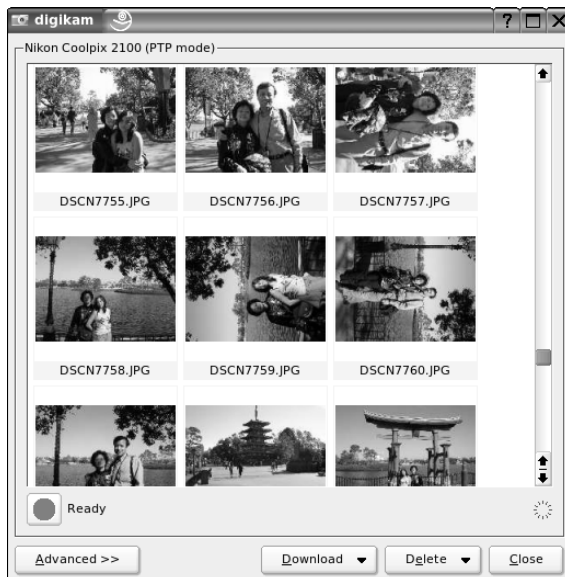 digikam
Nikon Coolpix 2100 (PTP mode)
DSCN7755.JPG DSCN7756.JPG DSCN7757.JPG
DSCN7758.JPG DSCN7759.JPG DSCN7760.JPG
Ready
Advanced >> Download Delete Close